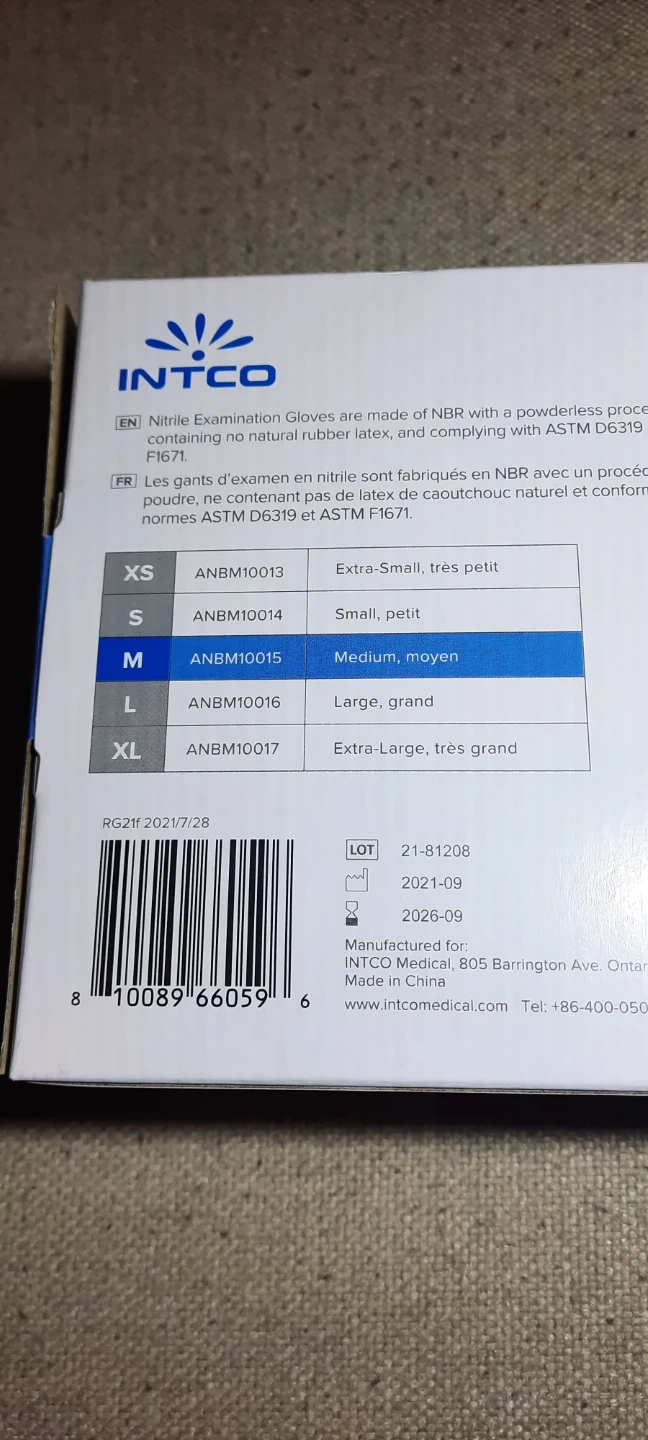 INTCO
EN Nitrile Examination Gloves are made of NBR with a powderless
containing no natural rubber latex, and complying with ASTM D6319
F1671.
FR Les gants d'examen en nitrile sont fabriqués en NBR avec un
poudre, ne contenant pas de latex de caoutchouc naturel et
normes ASTM D6319 et ASTM F1671.
XS ANBM10013 Extra-Small, très petit
S ANBM10014 Small, petit
M ANBM10015 Medium, moyen
L ANBM10016 Large, grand
XL ANBM10017 Extra-Large, très grand
RG21f 2021/7/28
8 10089 66059 6
LOT 21-81208
2021-09
2026-09
Manufactured for:
INTCO Medical, 805 Barrington Ave.
Made in China
www.intcomedical.com Tel: +86-400-050